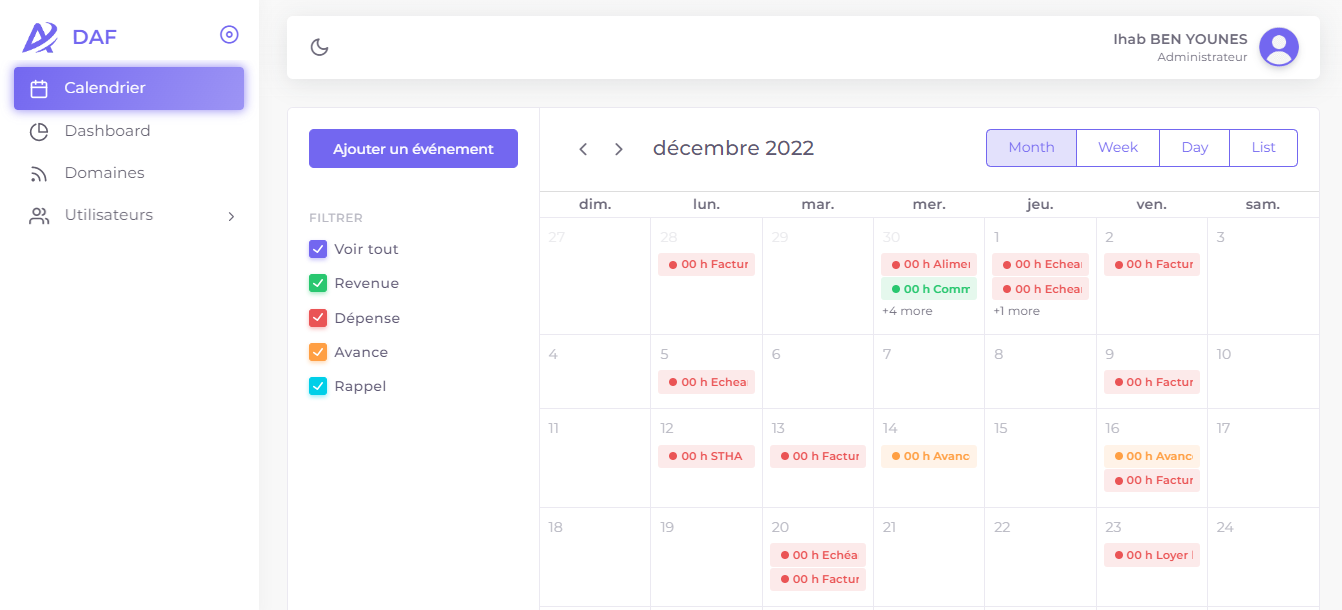 DAF
Calendrier
Dashboard
Domaines
Utilisateurs
Ihab BEN YOUNES
Administrateur
Ajouter un événement
FILTRER
Voir tout
Revenue
Dépense
Avance
Rappel
décembre 2022
Month Week Day List
dim. lun. mar. mer. jeu. ven. sam.
27 28 29 30 1 2 3
00 h Factur 00 h Alimer 00 h Echea 00 h Factur
00 h Comm 00 h Echea
+4 more +1 more
4 5 6 7 8 9 10
00 h Echea 00 h Factur
11 12 13 14 15 16 17
00 h STHA 00 h Factur 00 h Avanc 00 h Avanc
00 h Factur
18 19 20 21 22 23 24
00 h Echéa 00 h Loyer
00 h Factur